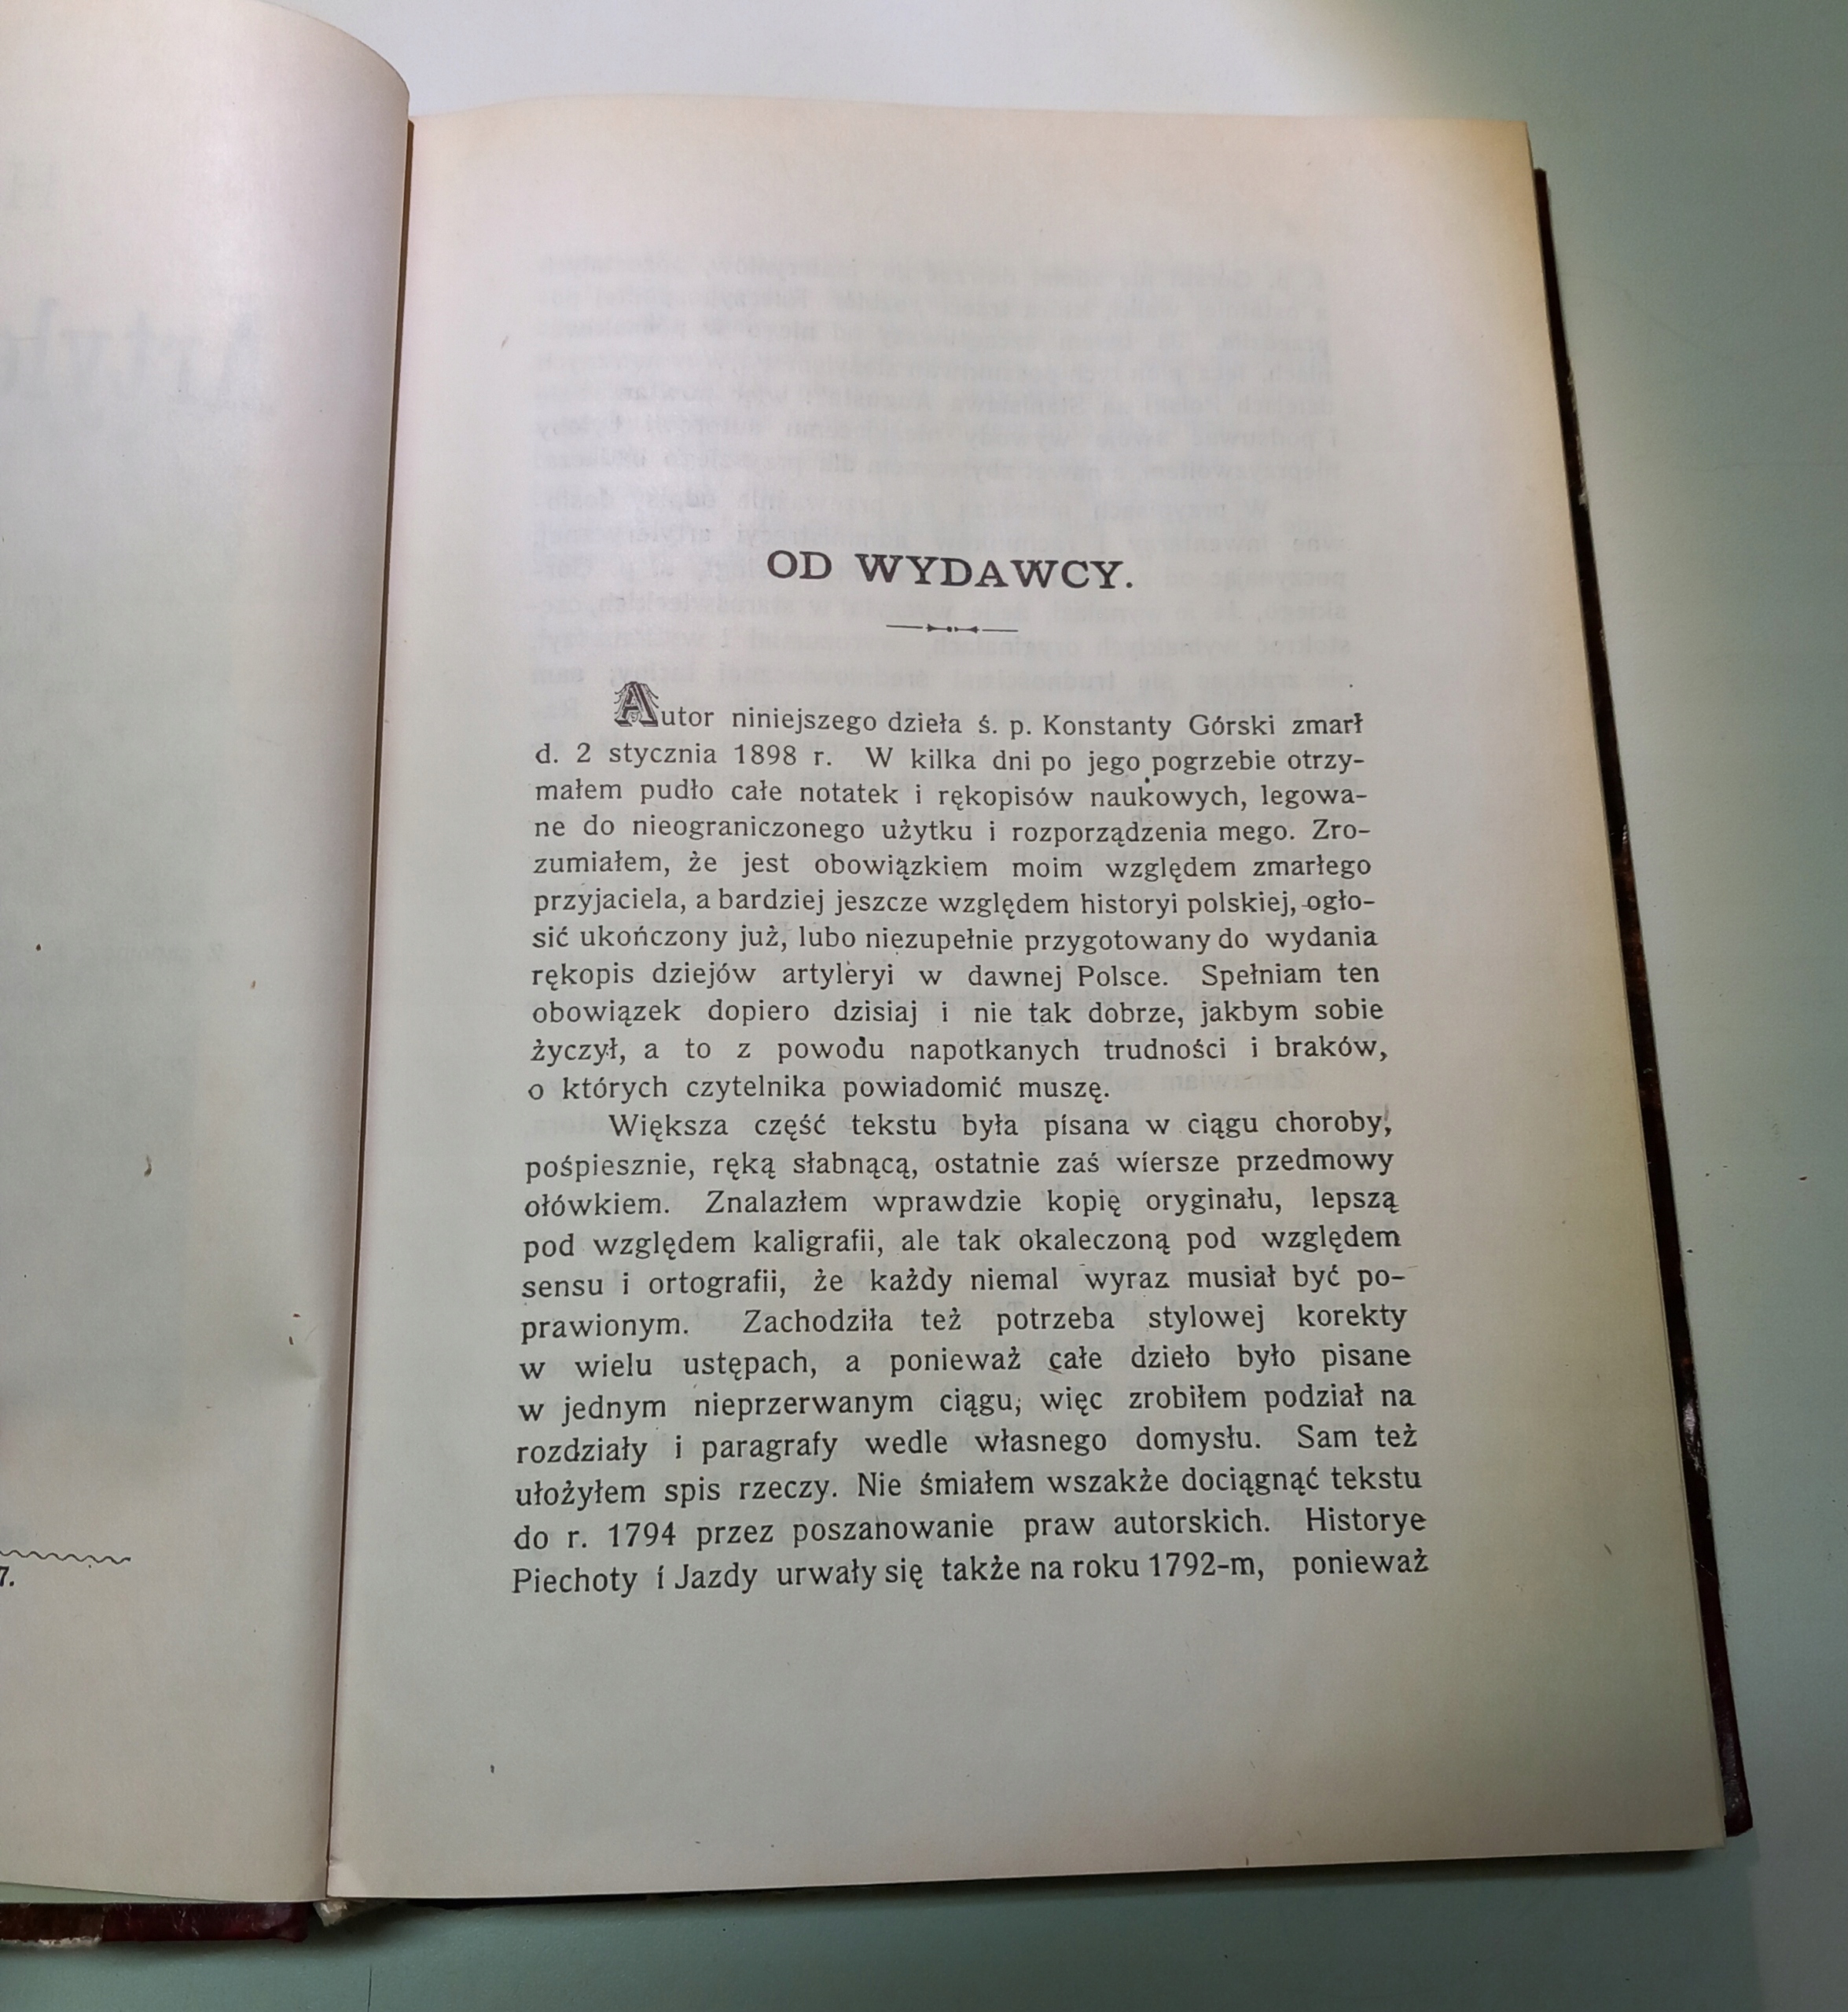 OD WYDAWCY.
Autor niniejszego dzieła ś. p. Konstanty Górski zmarł
d. 2 stycznia 1898 r. W kilka dni po jego pogrzebie otrzy-
małem pudło całe notatek i rękopisów naukowych, legowa-
ne do nieograniczonego użytku i rozporządzenia mego. Zro-
zumiałem, że jest obowiązkiem moim względem zmarłego
przyjaciela, a bardziej jeszcze względem historyi polskiej, ogło-
sić ukończony już, lubo niezupełnie przygotowany do wydania
rękopis dziejów artyleryi w dawnej Polsce. Spełniam ten
obowiązek dopiero dzisiaj i nie tak dobrze, jakbym sobie
życzył, a to z powodu napotkanych trudności i braków,
o których czytelnika powiadomić muszę.
Większa część tekstu była pisana w ciągu choroby,
pośpiesznie, ręką słabnącą, ostatnie zaś wiersze przedmowy
ołówkiem. Znalazłem wprawdzie kopię oryginału, lepszą
pod względem kaligrafii, ale tak okaleczoną pod względem
sensu i ortografii, że każdy niemal wyraz musiał być po-
prawionym. Zachodziła też potrzeba stylowej korekty
w wielu ustępach, a ponieważ całe dzieło było pisane
w jednym nieprzerwanym ciągu, więc zrobiłem podział na
rozdziały i paragrafy wedle własnego domysłu. Sam też
ułożyłem spis rzeczy. Nie śmiałem wszakże dociągnąć tekstu
do r. 1794 przez poszanowanie praw autorskich. Historye
Piechoty i Jazdy urwały się także na roku 1792-m, ponieważ
7.